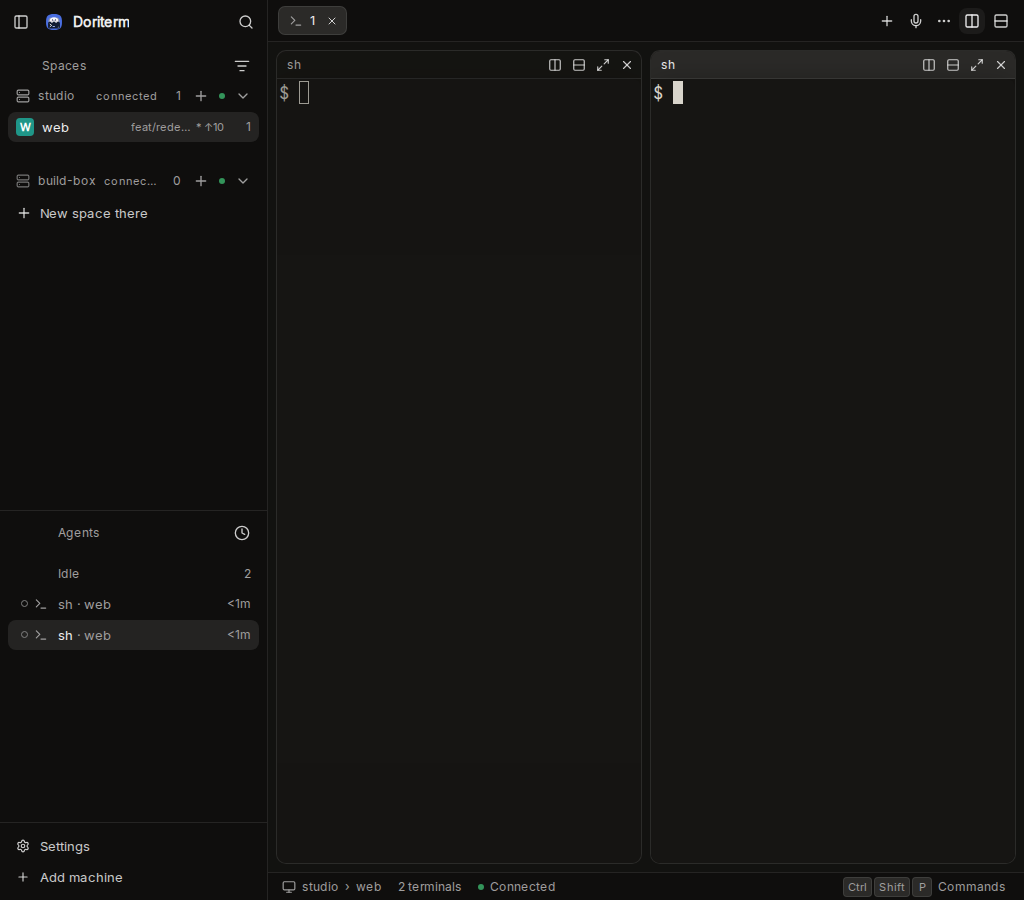 Doriterm
1
Spaces
studio connected 1
W web feat/rede... * ↑10 1
build-box connec... 0
New space there
sh
$
sh
$
Agents
Idle 2
sh · web <1m
sh · web <1m
Settings
Add machine
studio › web 2 terminals Connected
Ctrl Shift P Commands